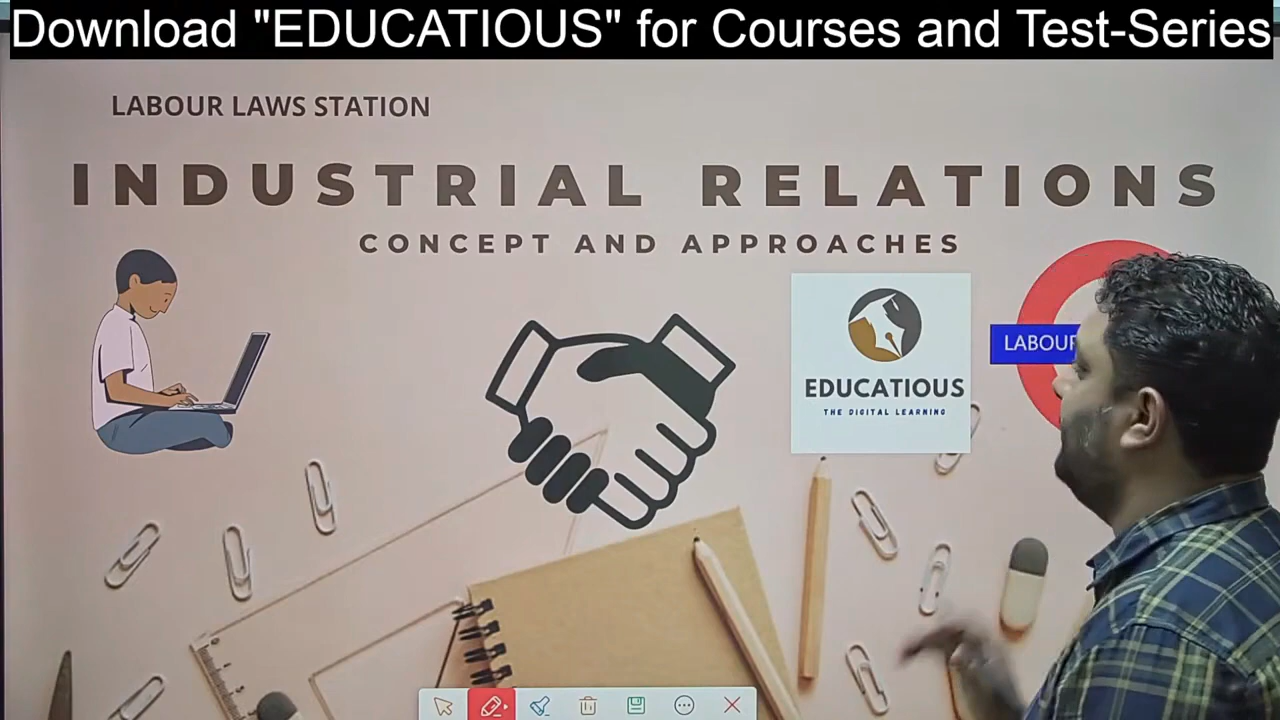 Download "EDUCATIOUS" for Courses and Test-Series
LABOUR LAWS STATION
INDUSTRIAL RELATIONS
CONCEPT AND APPROACHES
LABOUR
EDUCATIOUS
THE DIGITAL LEARNING